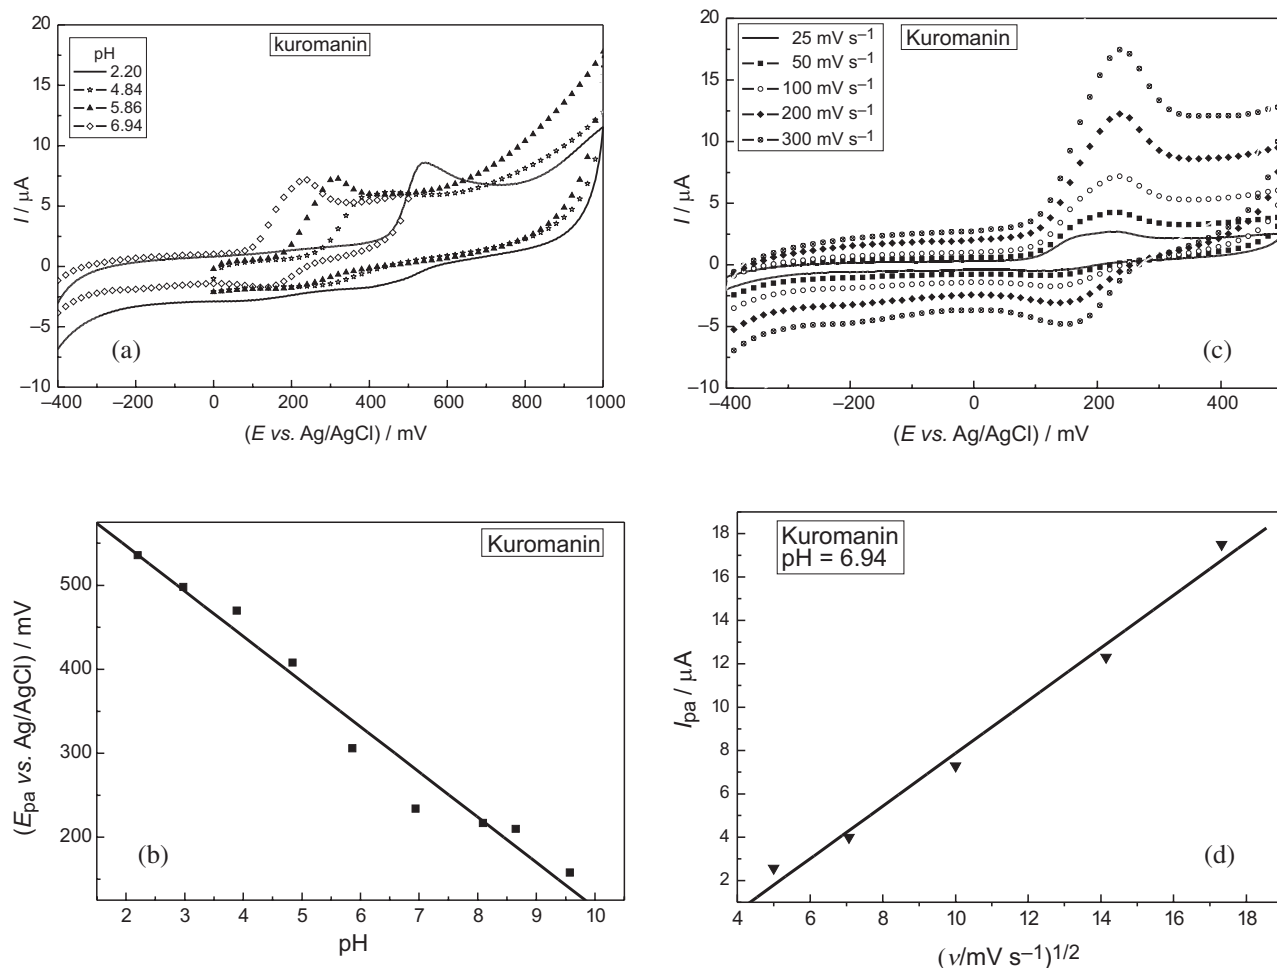 20
15
10
5
0
−5
−10
I / μA
kuromanin
pH
2.20
4.84
5.86
6.94
(a)
−400 −200 0 200 400 600 800 1000
(E vs. Ag/AgCl) / mV
20
15
10
5
0
−5
−10
I / μA
25 mV s⁻¹
50 mV s⁻¹
100 mV s⁻¹
200 mV s⁻¹
300 mV s⁻¹
Kuromanin
(c)
−400 −200 0 200 400
(E vs. Ag/AgCl) / mV
500
400
300
200
(Epa vs. Ag/AgCl) / mV
Kuromanin
(b)
2 3 4 5 6 7 8 9 10
pH
18
16
14
12
10
8
6
4
2
Ipa / μA
Kuromanin
pH = 6.94
(d)
4 6 8 10 12 14 16 18
(v/mV s⁻¹)¹/²